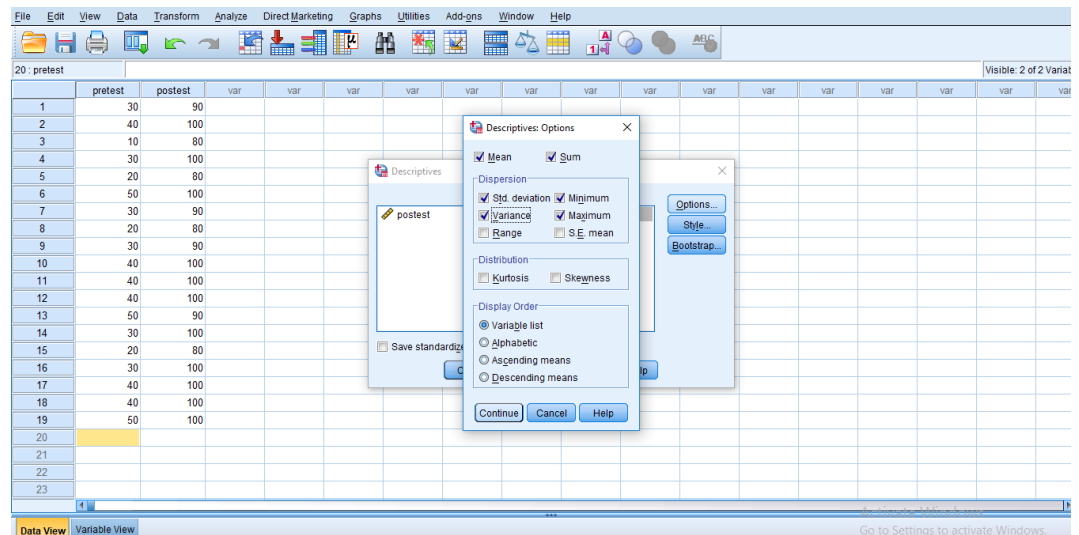 File Edit View Data Transform Analyze Direct Marketing Graphs Utilities Add-ons Window Help
20 : pretest
Visible: 2 of 2 Variab
pretest postest var var var var var var var var var var var var var var var
1 30 90
2 40 100
3 10 80
4 30 100
5 20 80
6 50 100
7 30 90
8 20 80
9 30 90
10 40 100
11 40 100
12 40 100
13 50 90
14 30 100
15 20 80
16 30 100
17 40 100
18 40 100
19 50 100
20
21
22
23
Descriptives
postest
Options...
Style...
Bootstrap...
Save standardize
Descriptives: Options
Mean Sum
Dispersion
Std. deviation Minimum
Variance Maximum
Range S.E. mean
Distribution
Kurtosis Skewness
Display Order
Variable list
Alphabetic
Ascending means
Descending means
Continue Cancel Help
Data View Variable View
Go to Settings to activate Windows.